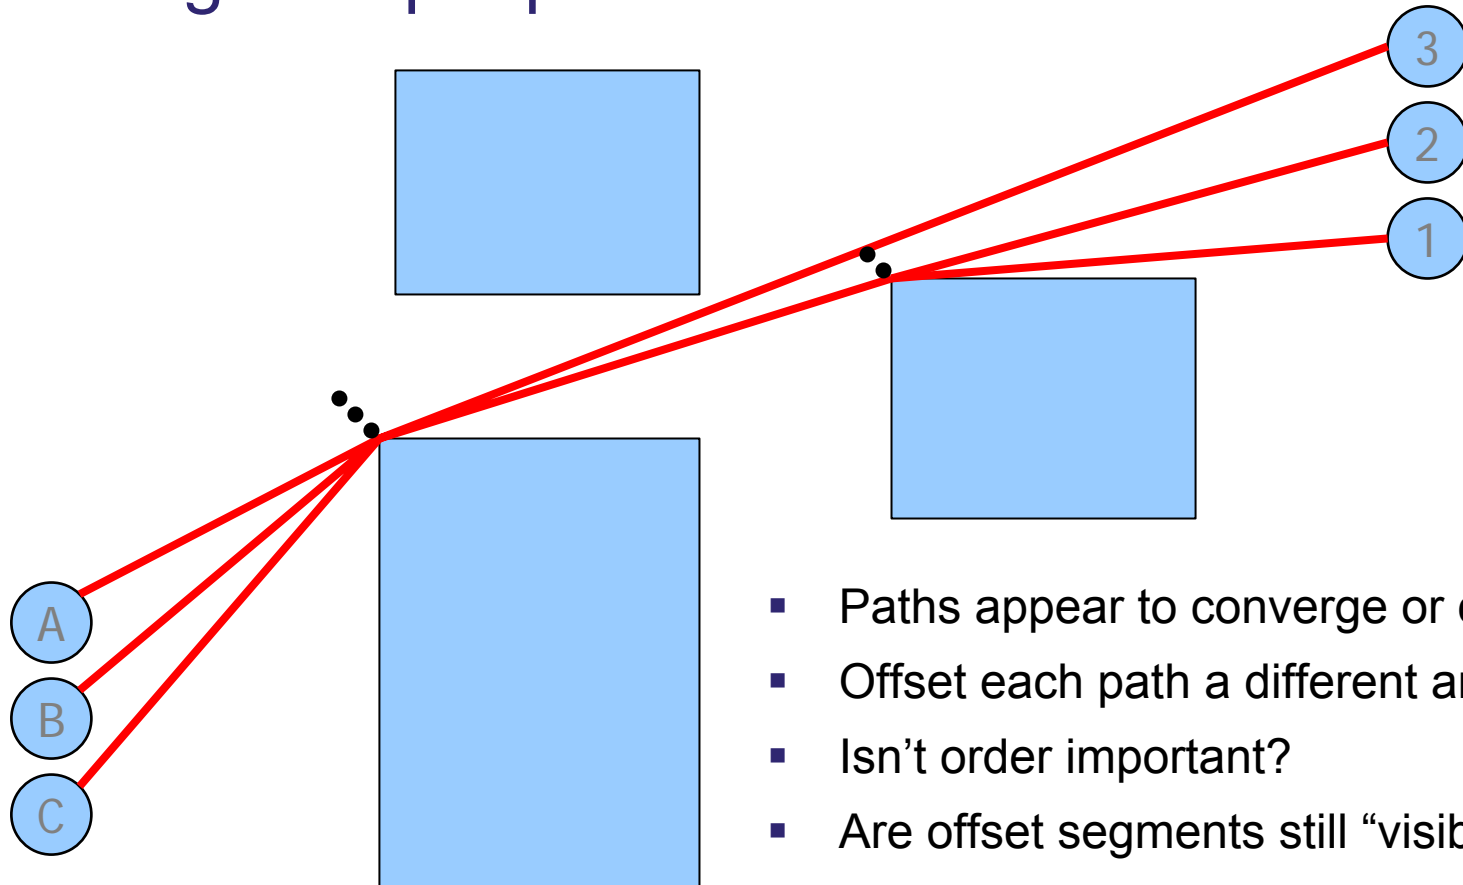 3
2
1
A
B
C
Paths appear to converge or
Offset each path a different
Isn’t order important?
Are offset segments still